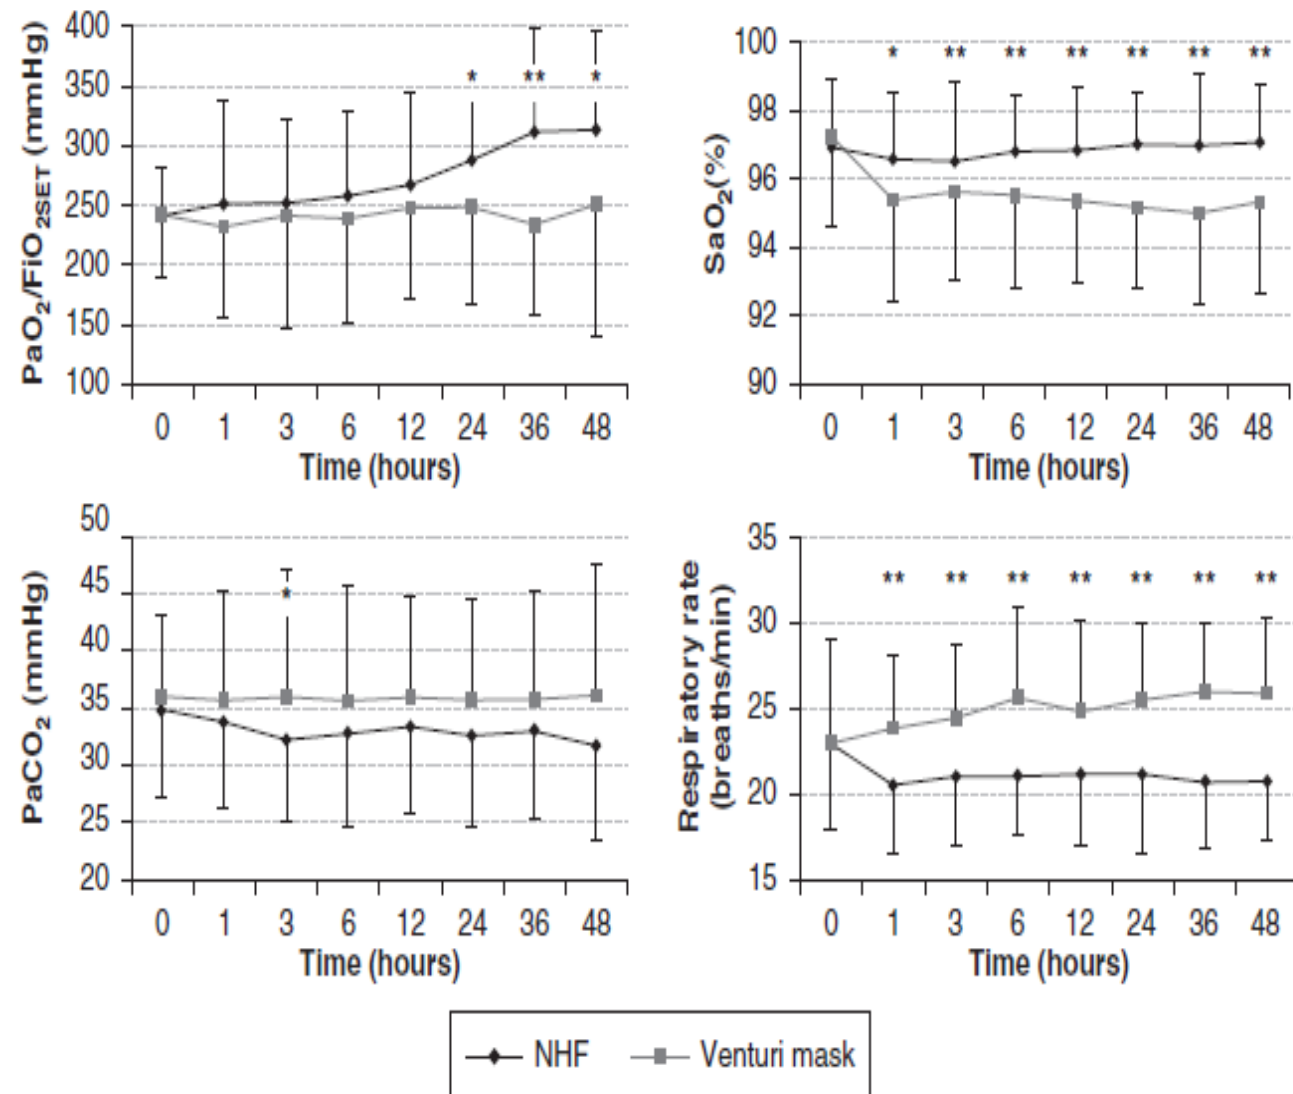 PaO2/FiO2SET (mmHg)
400
350
300
250
200
150
100
* ** *
0 1 3 6 12 24 36 48
Time (hours)
SaO2(%)
100
98
96
94
92
90
* ** ** ** ** ** **
0 1 3 6 12 24 36 48
Time (hours)
PaCO2 (mmHg)
50
45
40
35
30
25
20
*
0 1 3 6 12 24 36 48
Time (hours)
Respiratory rate
(breaths/min)
35
30
25
20
15
** ** ** ** ** ** **
0 1 3 6 12 24 36 48
Time (hours)
NHF Venturi mask